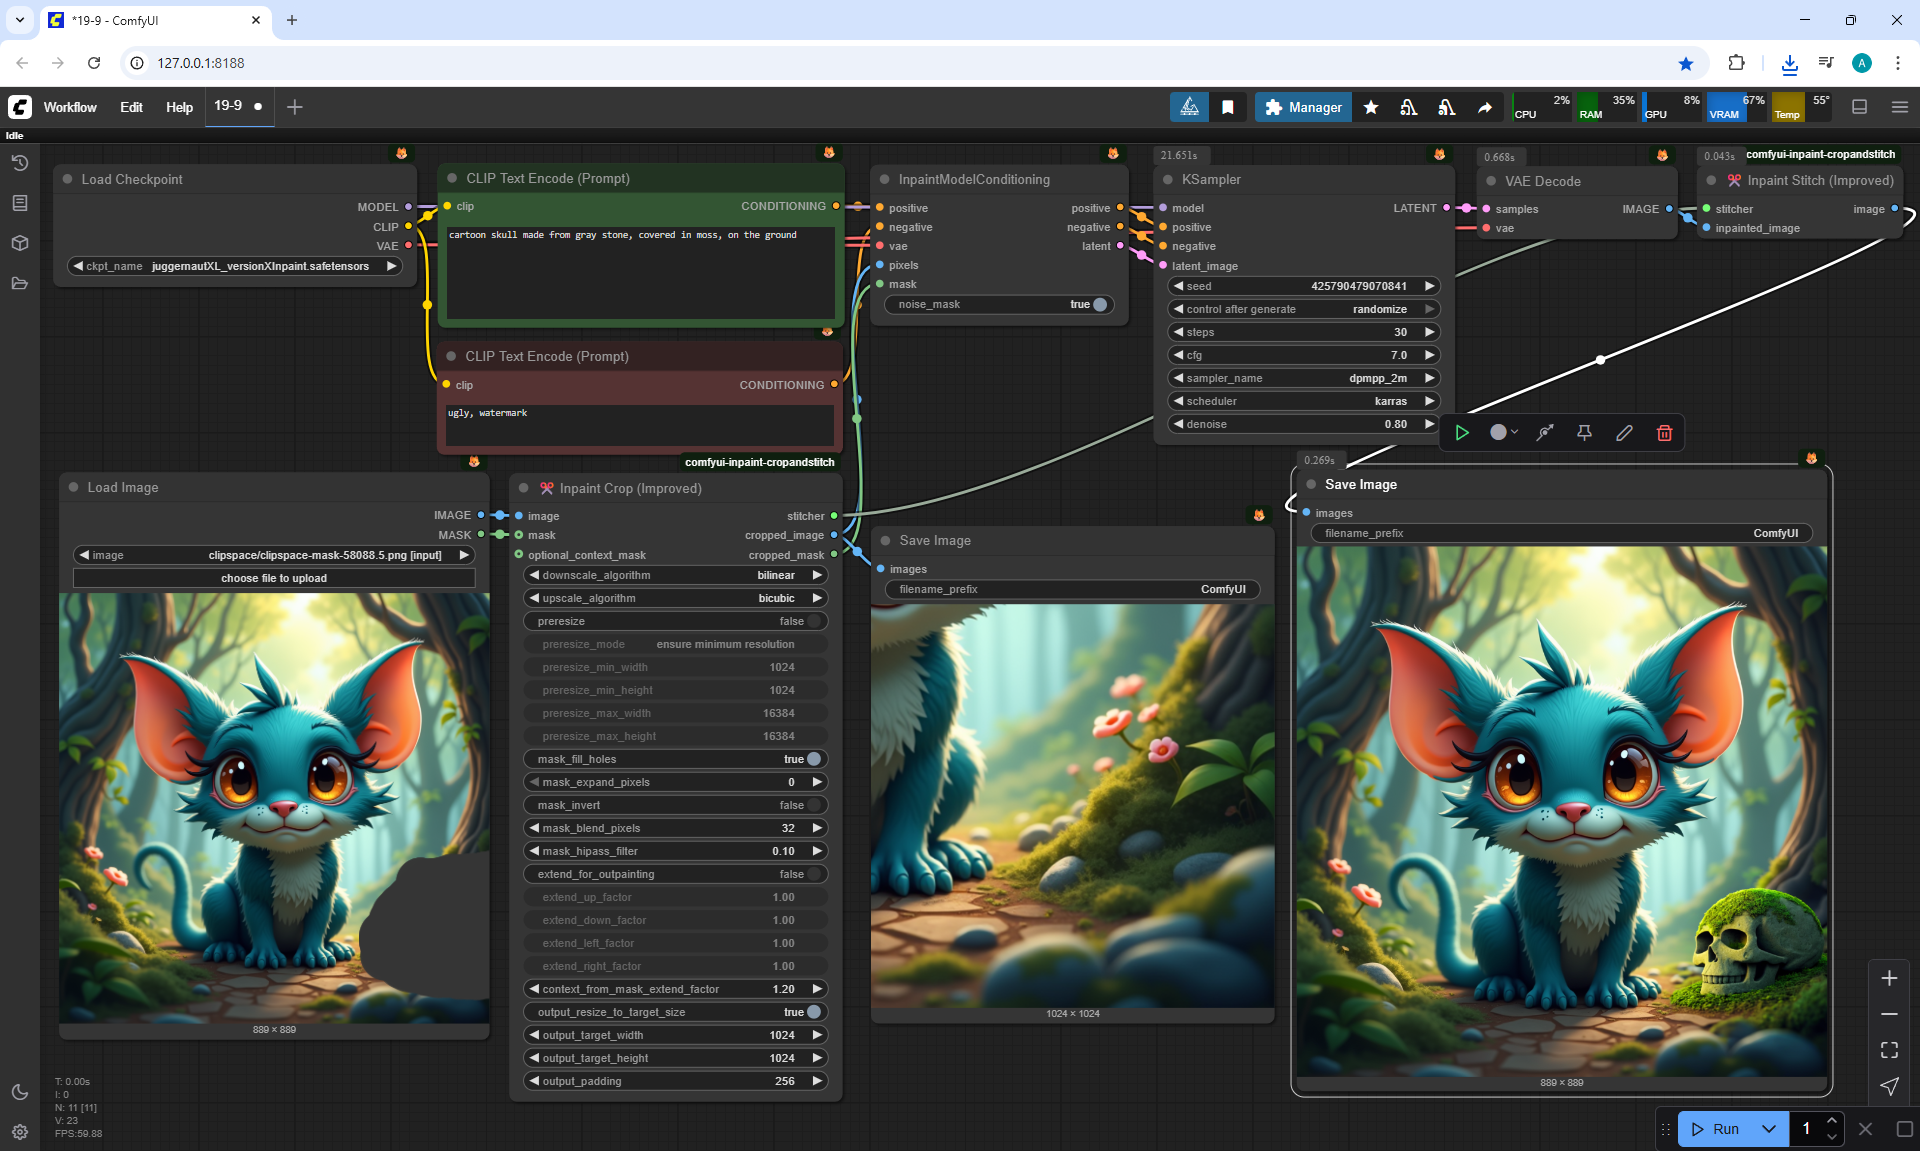 *19-9 - ComfyUI
127.0.0.1:8188
A
Workflow
Edit
Help
19-9
Manager
CPU
2%
RAM
35%
GPU
8%
VRAM
67%
Temp
55°
Idle
Load Checkpoint
MODEL
CLIP
VAE
ckpt_name
juggernautXL_versionXInpaint.safetensors
CLIP Text Encode (Prompt)
clip
CONDITIONING
cartoon skull made from gray stone, covered in moss, on the ground
CLIP Text Encode (Prompt)
clip
CONDITIONING
ugly, watermark
InpaintModelConditioning
positive
positive
negative
negative
vae
latent
pixels
mask
noise_mask
true
21.651s
KSampler
model
LATENT
positive
negative
latent_image
seed
425790479070841
control after generate
randomize
steps
30
cfg
7.0
sampler_name
dpmpp_2m
scheduler
karras
denoise
0.80
0.668s
VAE Decode
samples
IMAGE
vae
0.043s
comfyui-inpaint-cropandstitch
Inpaint Stitch (Improved)
stitcher
image
inpainted_image
Load Image
IMAGE
MASK
image
clipspace/clipspace-mask-58088.5.png [input]
choose file to upload
889 × 889
comfyui-inpaint-cropandstitch
Inpaint Crop (Improved)
image
stitcher
mask
cropped_image
optional_context_mask
cropped_mask
downscale_algorithm
bilinear
upscale_algorithm
bicubic
preresize
false
preresize_mode
ensure minimum resolution
preresize_min_width
1024
preresize_min_height
1024
preresize_max_width
16384
preresize_max_height
16384
mask_fill_holes
true
mask_expand_pixels
0
mask_invert
false
mask_blend_pixels
32
mask_hipass_filter
0.10
extend_for_outpainting
false
extend_up_factor
1.00
extend_down_factor
1.00
extend_left_factor
1.00
extend_right_factor
1.00
context_from_mask_extend_factor
1.20
output_resize_to_target_size
true
output_target_width
1024
output_target_height
1024
output_padding
256
Save Image
images
filename_prefix
ComfyUI
1024 × 1024
0.269s
Save Image
images
filename_prefix
ComfyUI
889 × 889
T: 0.00s
I: 0
N: 11 [11]
V: 23
FPS:59.88
Run
1